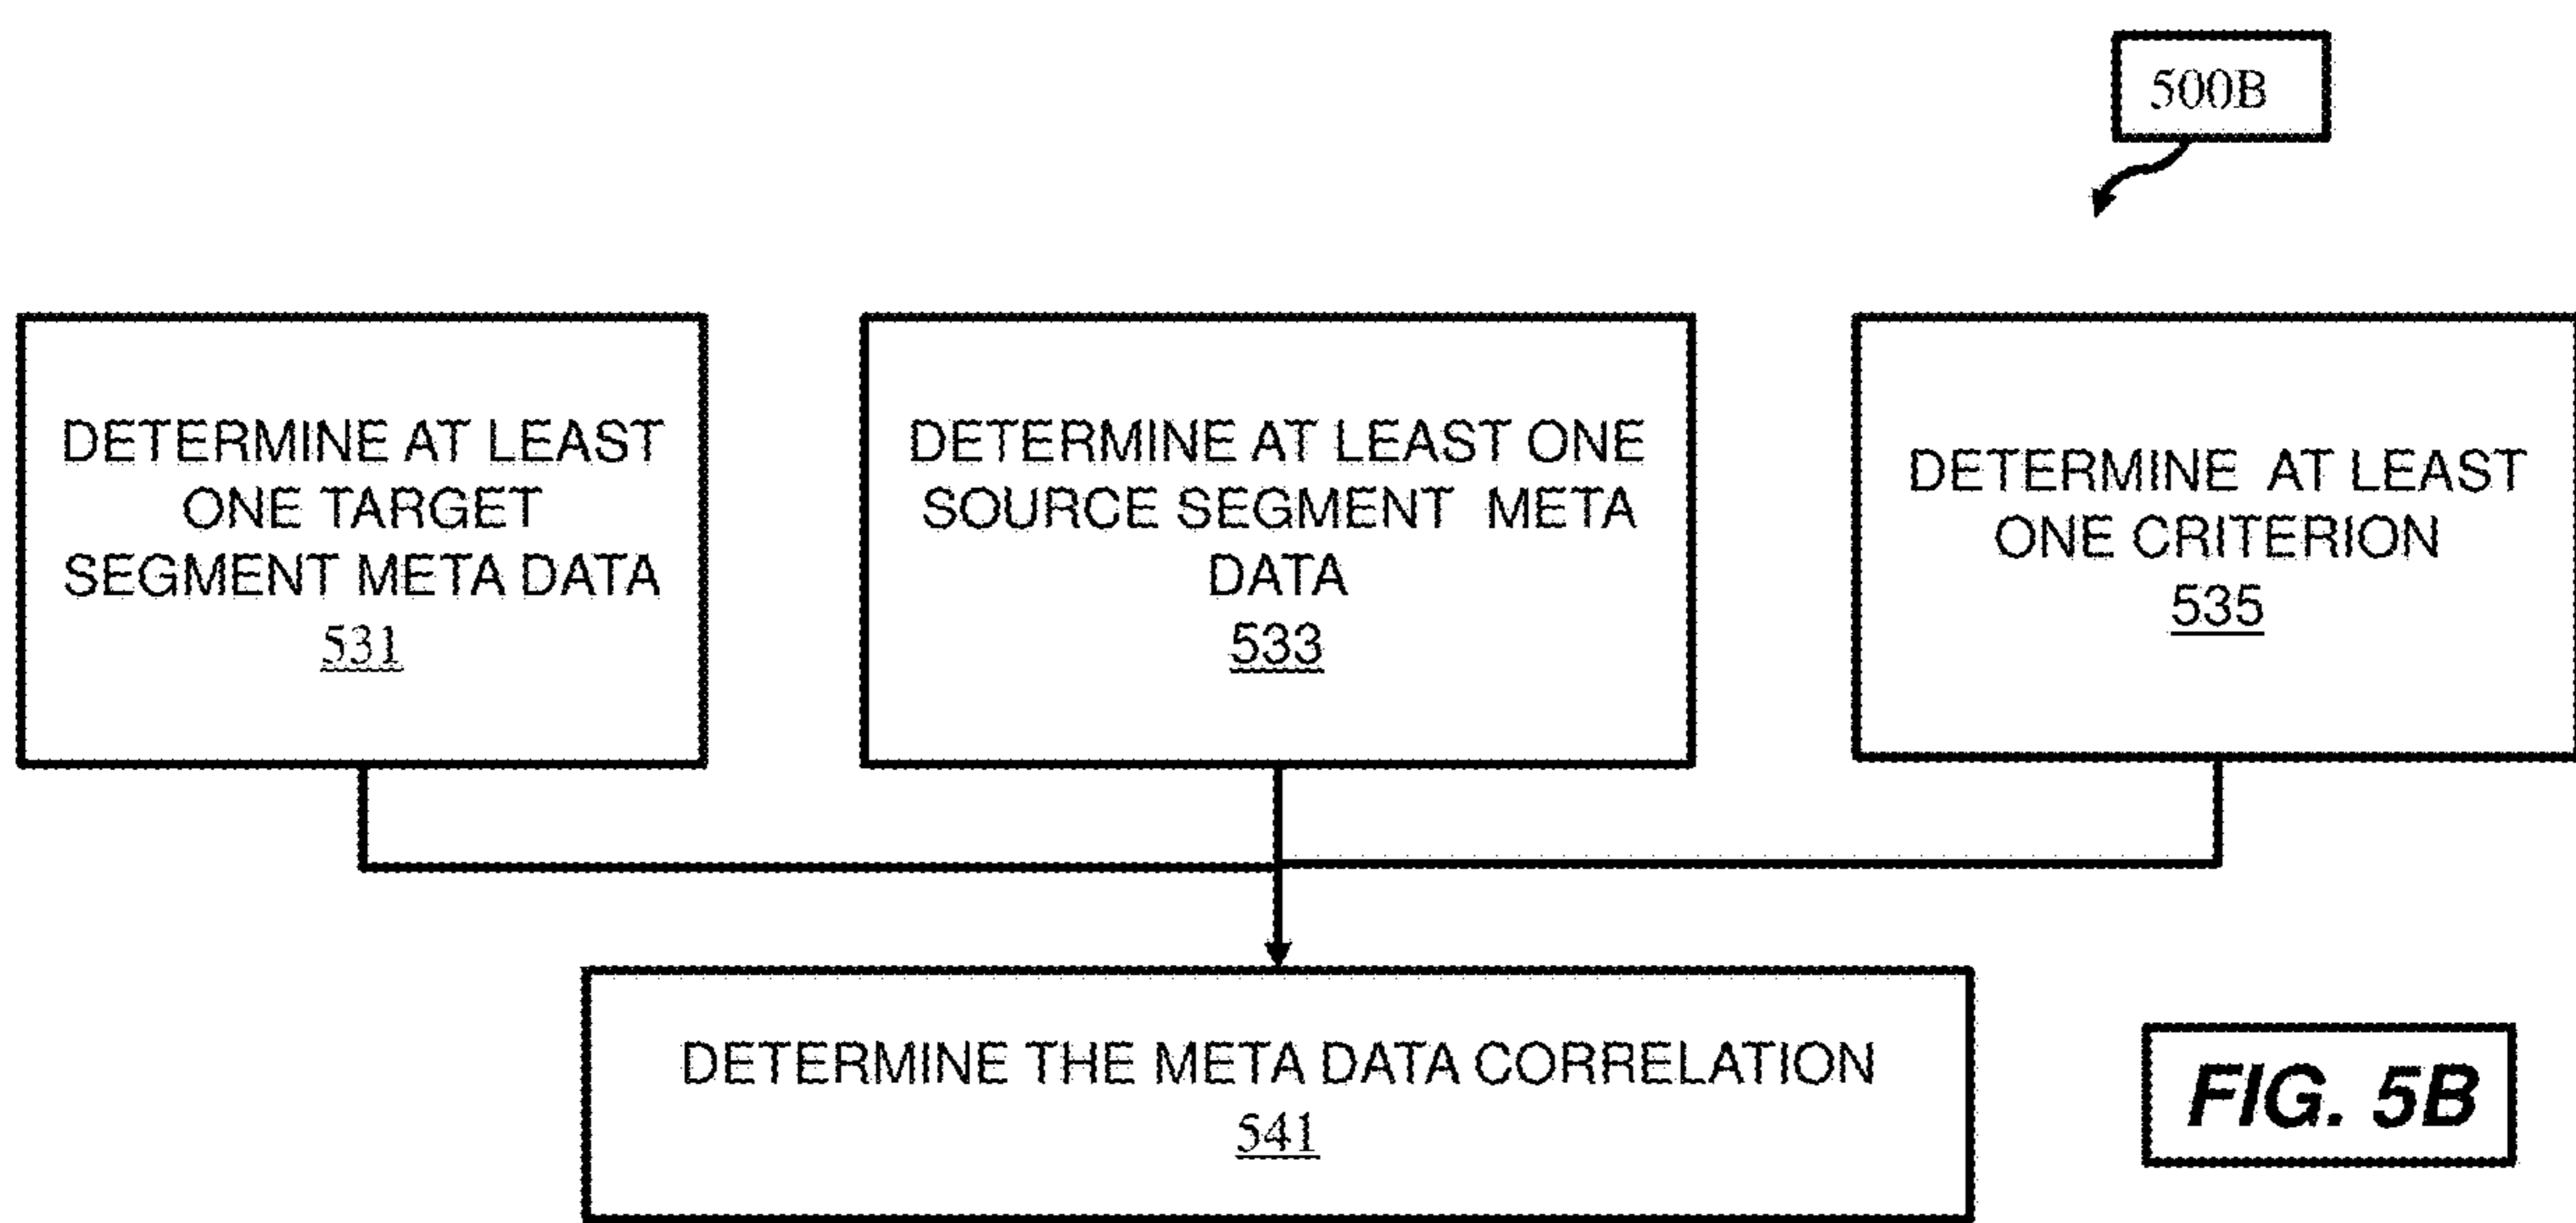 500B
DETERMINE AT LEAST
ONE TARGET
SEGMENT META DATA
531
DETERMINE AT LEAST ONE
SOURCE SEGMENT META
DATA
533
DETERMINE AT LEAST
ONE CRITERION
535
DETERMINE THE META DATA CORRELATION
541
FIG. 5B